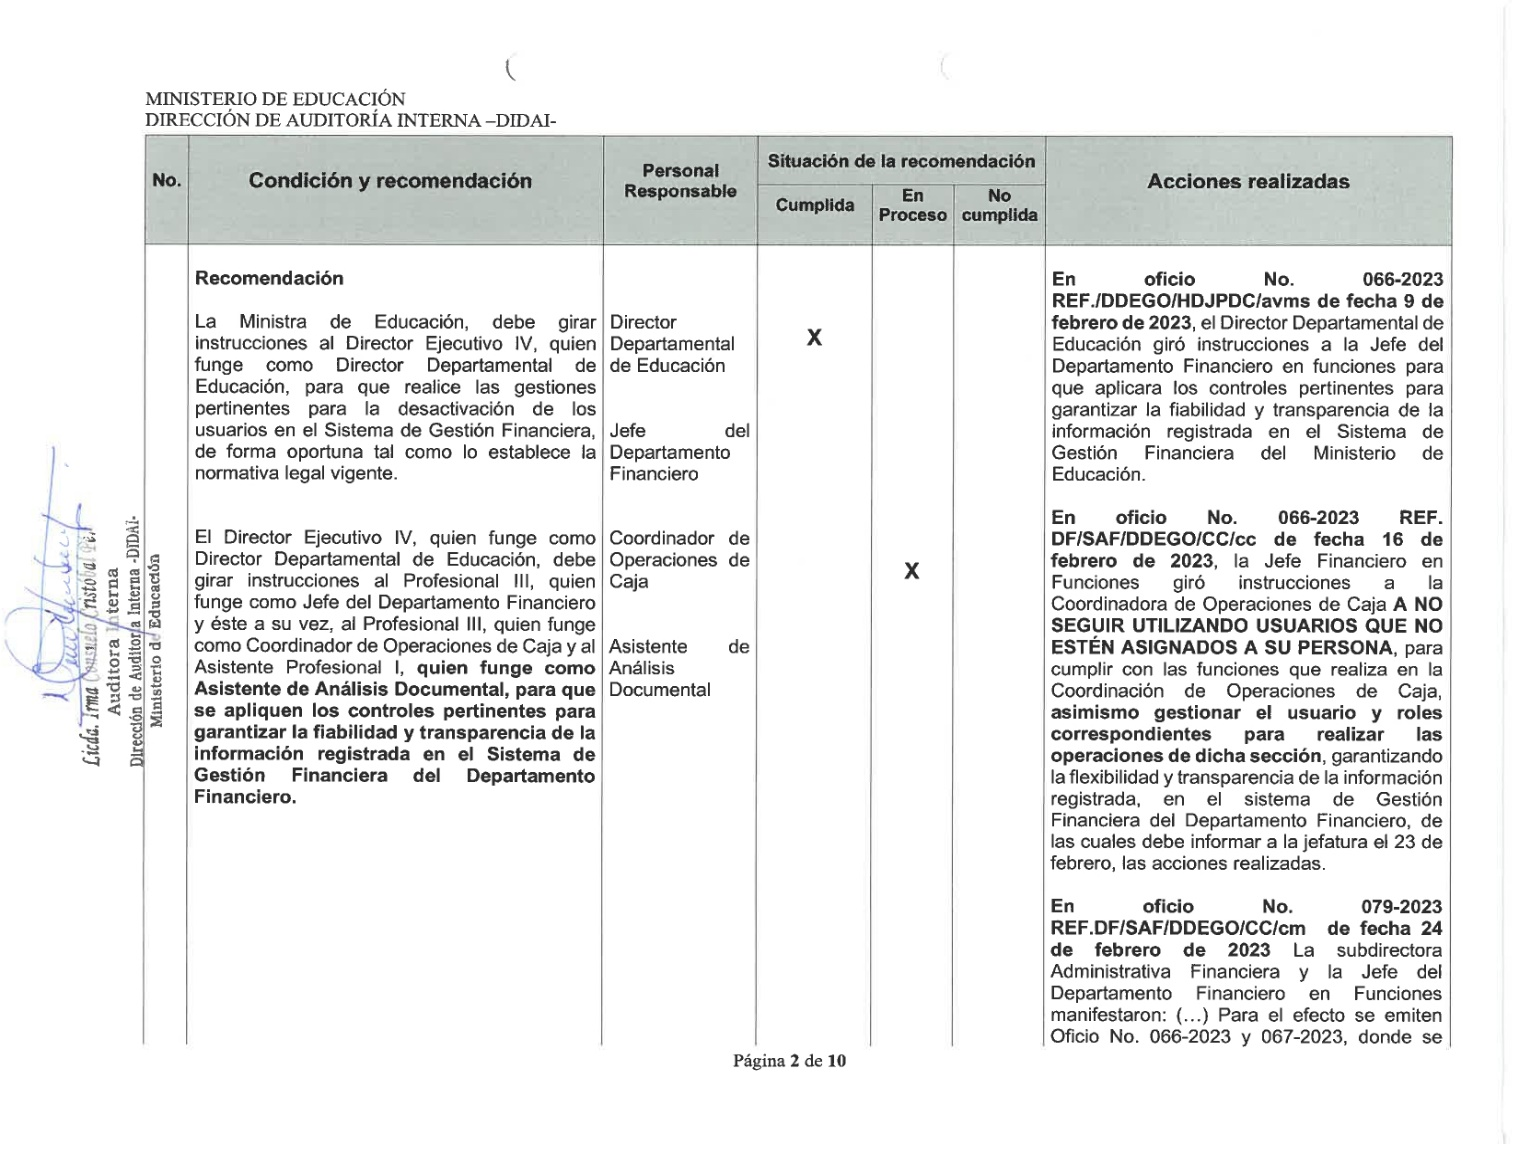 MINISTERIO DE EDUCACIÓN
DIRECCIÓN DE AUDITORÍA INTERNA –DIDAI-
No.
Condición y recomendación
Personal
Responsable
Situación de la recomendación
Cumplida
En
Proceso
No
cumplida
Acciones realizadas
Recomendación
La Ministra de Educación, debe girar
instrucciones al Director Ejecutivo IV, quien
funge como Director Departamental de
Educación, para que realice las gestiones
pertinentes para la desactivación de los
usuarios en el Sistema de Gestión Financiera,
de forma oportuna tal como lo establece la
normativa legal vigente.
El Director Ejecutivo IV, quien funge como
Director Departamental de Educación, debe
girar instrucciones al Profesional III, quien
funge como Jefe del Departamento Financiero
y éste a su vez, al Profesional III, quien funge
como Coordinador de Operaciones de Caja y al
Asistente Profesional I, quien funge como
Asistente de Análisis Documental, para que
se apliquen los controles pertinentes para
garantizar la fiabilidad y transparencia de la
información registrada en el Sistema de
Gestión Financiera del Departamento
Financiero.
Director
Departamental
de Educación
Jefe del
Departamento
Financiero
Coordinador de
Operaciones de
Caja
Asistente de
Análisis
Documental
X
X
En oficio No. 066-2023
REF./DDEGO/HDJPDC/avms de fecha 9 de
febrero de 2023, el Director Departamental de
Educación giró instrucciones a la Jefe del
Departamento Financiero en funciones para
que aplicara los controles pertinentes para
garantizar la fiabilidad y transparencia de la
información registrada en el Sistema de
Gestión Financiera del Ministerio de
Educación.
En oficio No. 066-2023 REF.
DF/SAF/DDEGO/CC/cc de fecha 16 de
febrero de 2023, la Jefe Financiero en
Funciones giró instrucciones a la
Coordinadora de Operaciones de Caja A NO
SEGUIR UTILIZANDO USUARIOS QUE NO
ESTÉN ASIGNADOS A SU PERSONA, para
cumplir con las funciones que realiza en la
Coordinación de Operaciones de Caja,
asimismo gestionar el usuario y roles
correspondientes para realizar las
operaciones de dicha sección, garantizando
la flexibilidad y transparencia de la información
registrada, en el sistema de Gestión
Financiera del Departamento Financiero, de
las cuales debe informar a la jefatura el 23 de
febrero, las acciones realizadas.
En oficio No. 079-2023
REF.DF/SAF/DDEGO/CC/cm de fecha 24
de febrero de 2023 La subdirectora
Administrativa Financiera y la Jefe del
Departamento Financiero en Funciones
manifestaron: (...) Para el efecto se emiten
Oficio No. 066-2023 y 067-2023, donde se
Licda. Irma Consuelo Cristóbal
Auditora Interna
Dirección de Auditoría Interna -DIDAI-
Ministerio de Educación
Página 2 de 10